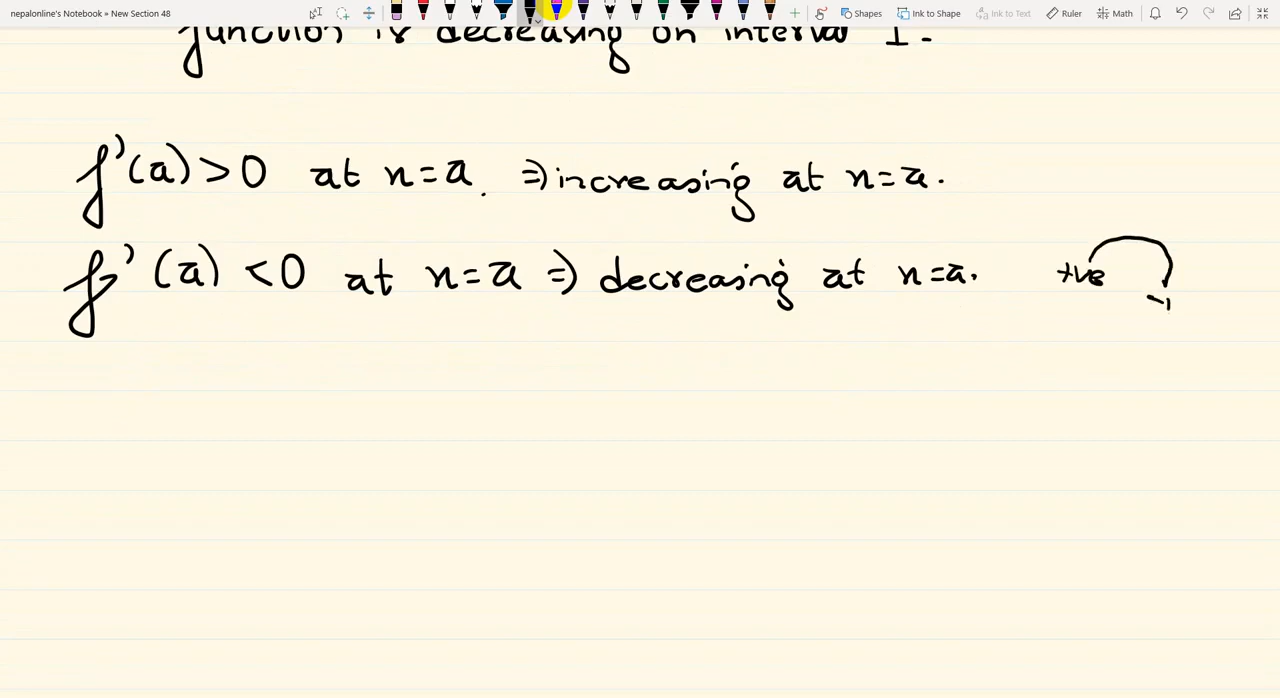 nepalonline's Notebook » New Section 48
Shapes Ink to Shape Ink to Text Ruler Math
function is decreasing on interval I.
f'(a) > 0 at x = a. ⇒ increasing at x = a.
f'(a) < 0 at x = a ⇒ decreasing at x = a. +ve